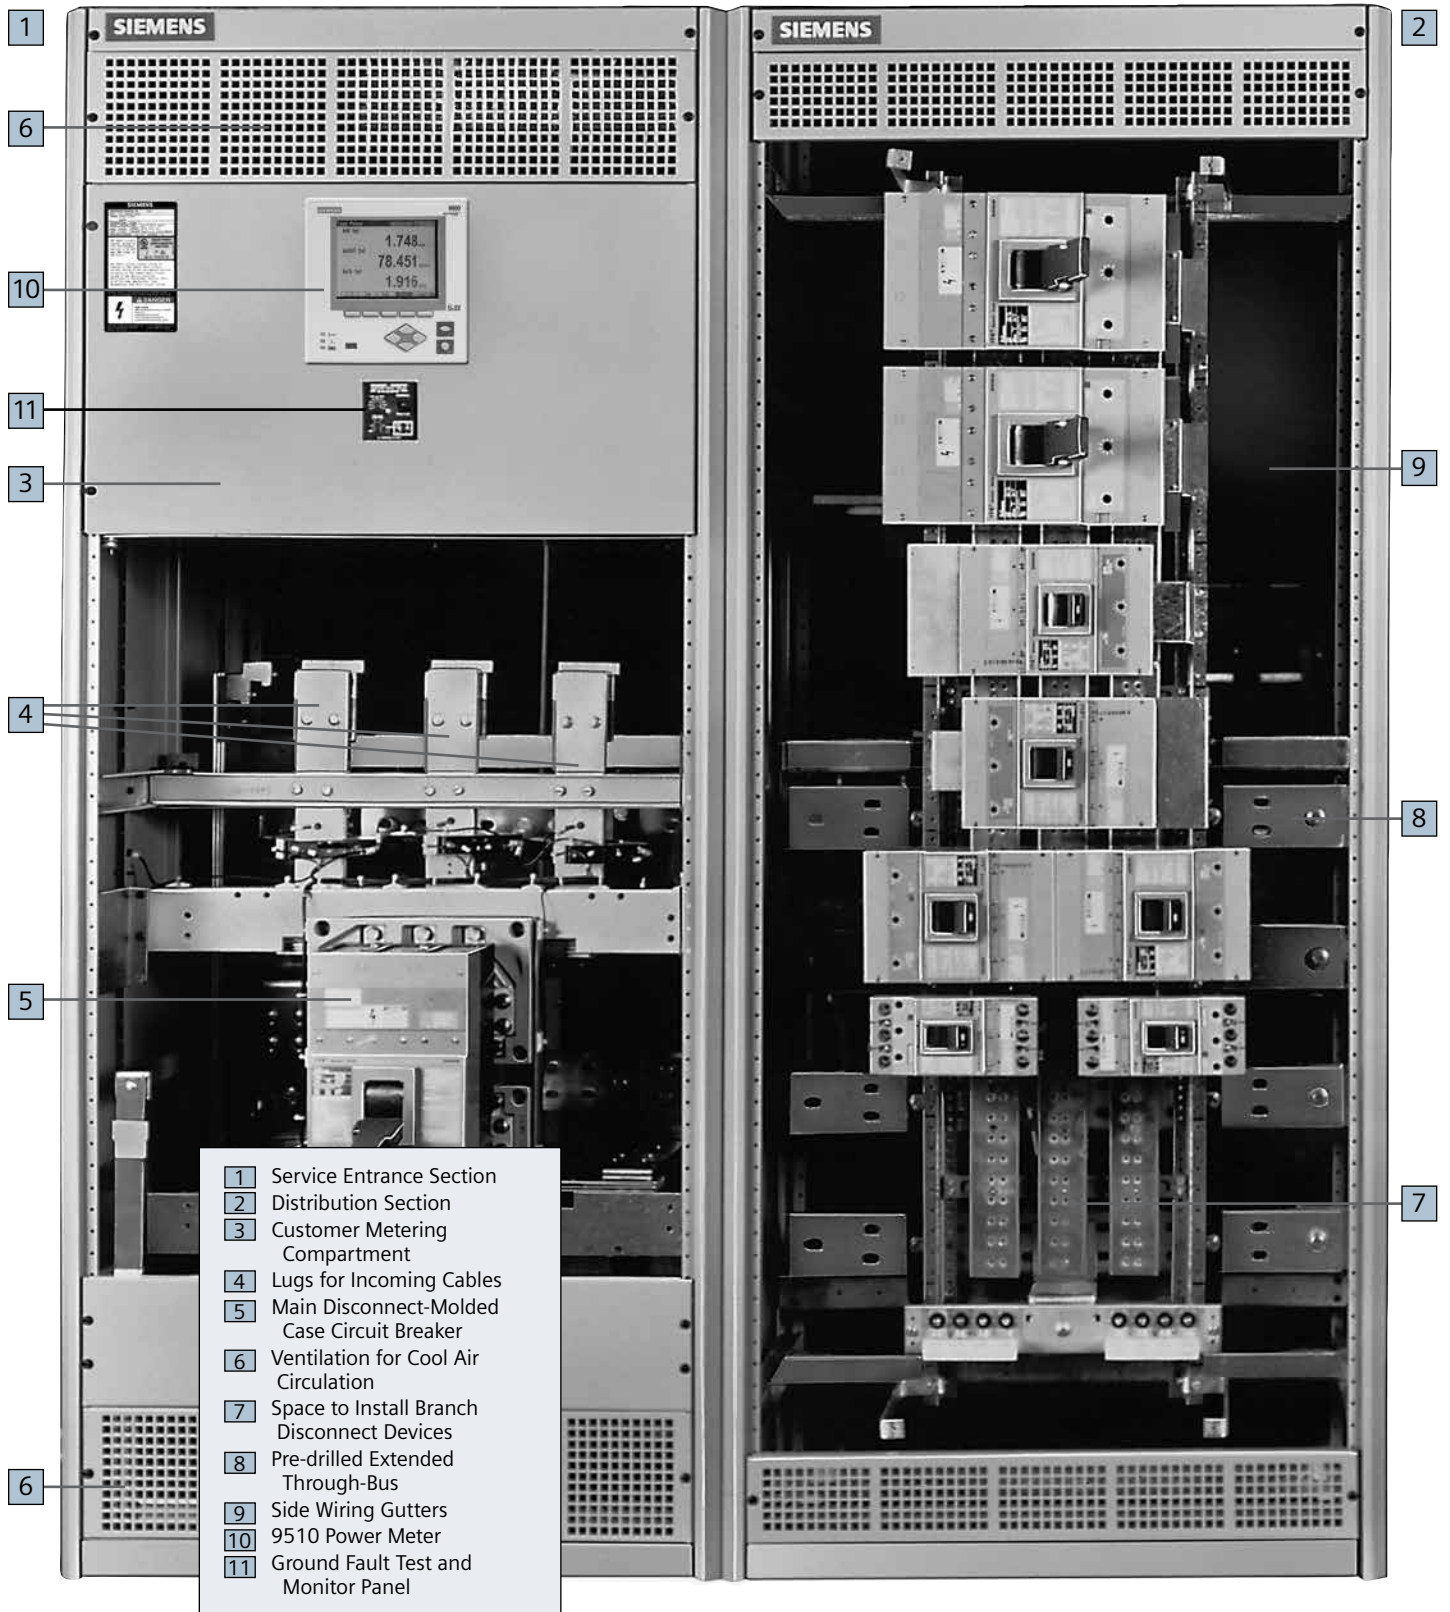 1
SIEMENS
SIEMENS
2
6
SIEMENS
9600
1.748
78.451
1.916
10
DANGER
11
3
9
4
8
5
7
6
1 Service Entrance Section
2 Distribution Section
3 Customer Metering
Compartment
4 Lugs for Incoming Cables
5 Main Disconnect-Molded
Case Circuit Breaker
6 Ventilation for Cool Air
Circulation
7 Space to Install Branch
Disconnect Devices
8 Pre-drilled Extended
Through-Bus
9 Side Wiring Gutters
10 9510 Power Meter
11 Ground Fault Test and
Monitor Panel